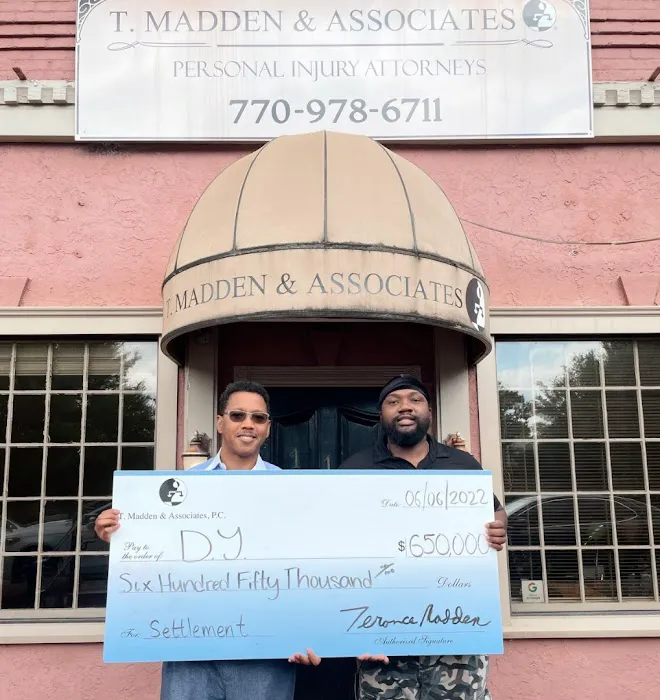 T. MADDEN & ASSOCIATES
PERSONAL INJURY ATTORNEYS
770-978-6711
T. MADDEN & ASSOCIATES
T. Madden & Associates, P.C.
Date 06/06/2022
Pay to
the order of D.Y. $650,000
Six Hundred Fifty Thousand Dollars
For Settlement Terance Madden
Authorized Signature
G